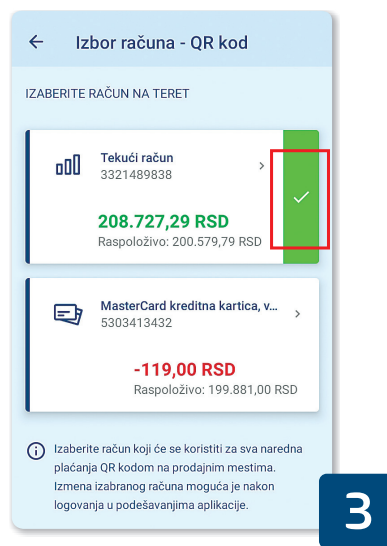 Izbor računa - QR kod
IZABERITE RAČUN NA TERET
Tekući račun
3321489838
208.727,29 RSD
Raspoloživo: 200.579,79 RSD
MasterCard kreditna kartica, v...
5303413432
-119,00 RSD
Raspoloživo: 199.881,00 RSD
Izaberite račun koji će se koristiti za sva naredna
plaćanja QR kodom na prodajnim mestima.
Izmena izabranog računa moguća je nakon
logovanja u podešavanjima aplikacije.
3